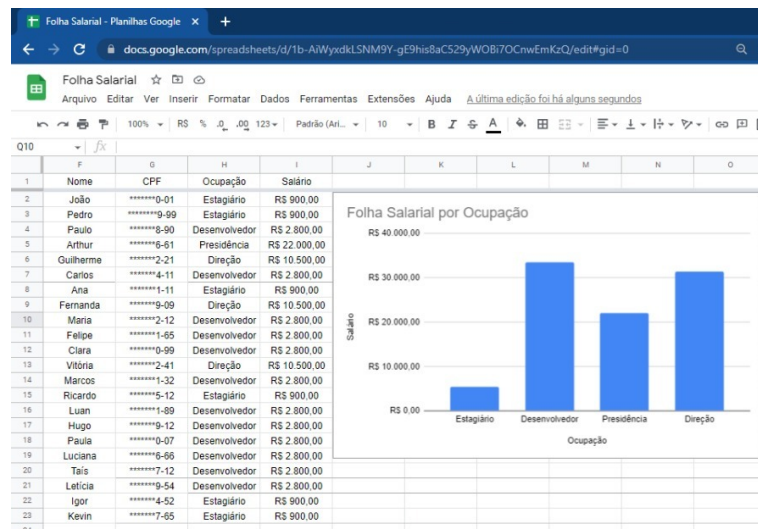 Folha Salarial - Planilhas Google
docs.google.com/spreadsheets/d/1b-AiWyxdkLSNM9Y-gE9his8aCS29yWOBi7OCnwEmKzQ/edit#gid=0
Folha Salarial
Arquivo Editar Ver Inserir Formatar Dados Ferramentas Extensões Ajuda A última edição foi há alguns segundos
100% R$ % .0 .00 123 Padrão (Ari... 10 B I S A
Q10 fx
F G H I J K L M N O
1 Nome CPF Ocupação Salário
2 João *******0-01 Estagiário R$ 900,00
3 Pedro ********9-99 Estagiário R$ 900,00
4 Paulo *******8-90 Desenvolvedor R$ 2.800,00
5 Arthur *******6-61 Presidência R$ 22.000,00
6 Guilherme *******2-21 Direção R$ 10.500,00
7 Carlos *******4-11 Desenvolvedor R$ 2.800,00
8 Ana *******1-11 Estagiário R$ 900,00
9 Fernanda *******9-09 Direção R$ 10.500,00
10 Maria *******2-12 Desenvolvedor R$ 2.800,00
11 Felipe *******1-65 Desenvolvedor R$ 2.800,00
12 Clara *******0-99 Desenvolvedor R$ 2.800,00
13 Vitória *******2-41 Direção R$ 10.500,00
14 Marcos *******1-32 Desenvolvedor R$ 2.800,00
15 Ricardo *******5-12 Estagiário R$ 900,00
16 Luan *******1-89 Desenvolvedor R$ 2.800,00
17 Hugo *******9-12 Desenvolvedor R$ 2.800,00
18 Paula *******0-07 Desenvolvedor R$ 2.800,00
19 Luciana *******6-66 Desenvolvedor R$ 2.800,00
20 Taís *******7-12 Desenvolvedor R$ 2.800,00
21 Letícia *******9-54 Desenvolvedor R$ 2.800,00
22 Igor *******4-52 Estagiário R$ 900,00
23 Kevin *******7-65 Estagiário R$ 900,00
Folha Salarial por Ocupação
R$ 40.000,00
R$ 30.000,00
R$ 20.000,00
R$ 10.000,00
R$ 0,00
Salário
Estagiário Desenvolvedor Presidência Direção
Ocupação